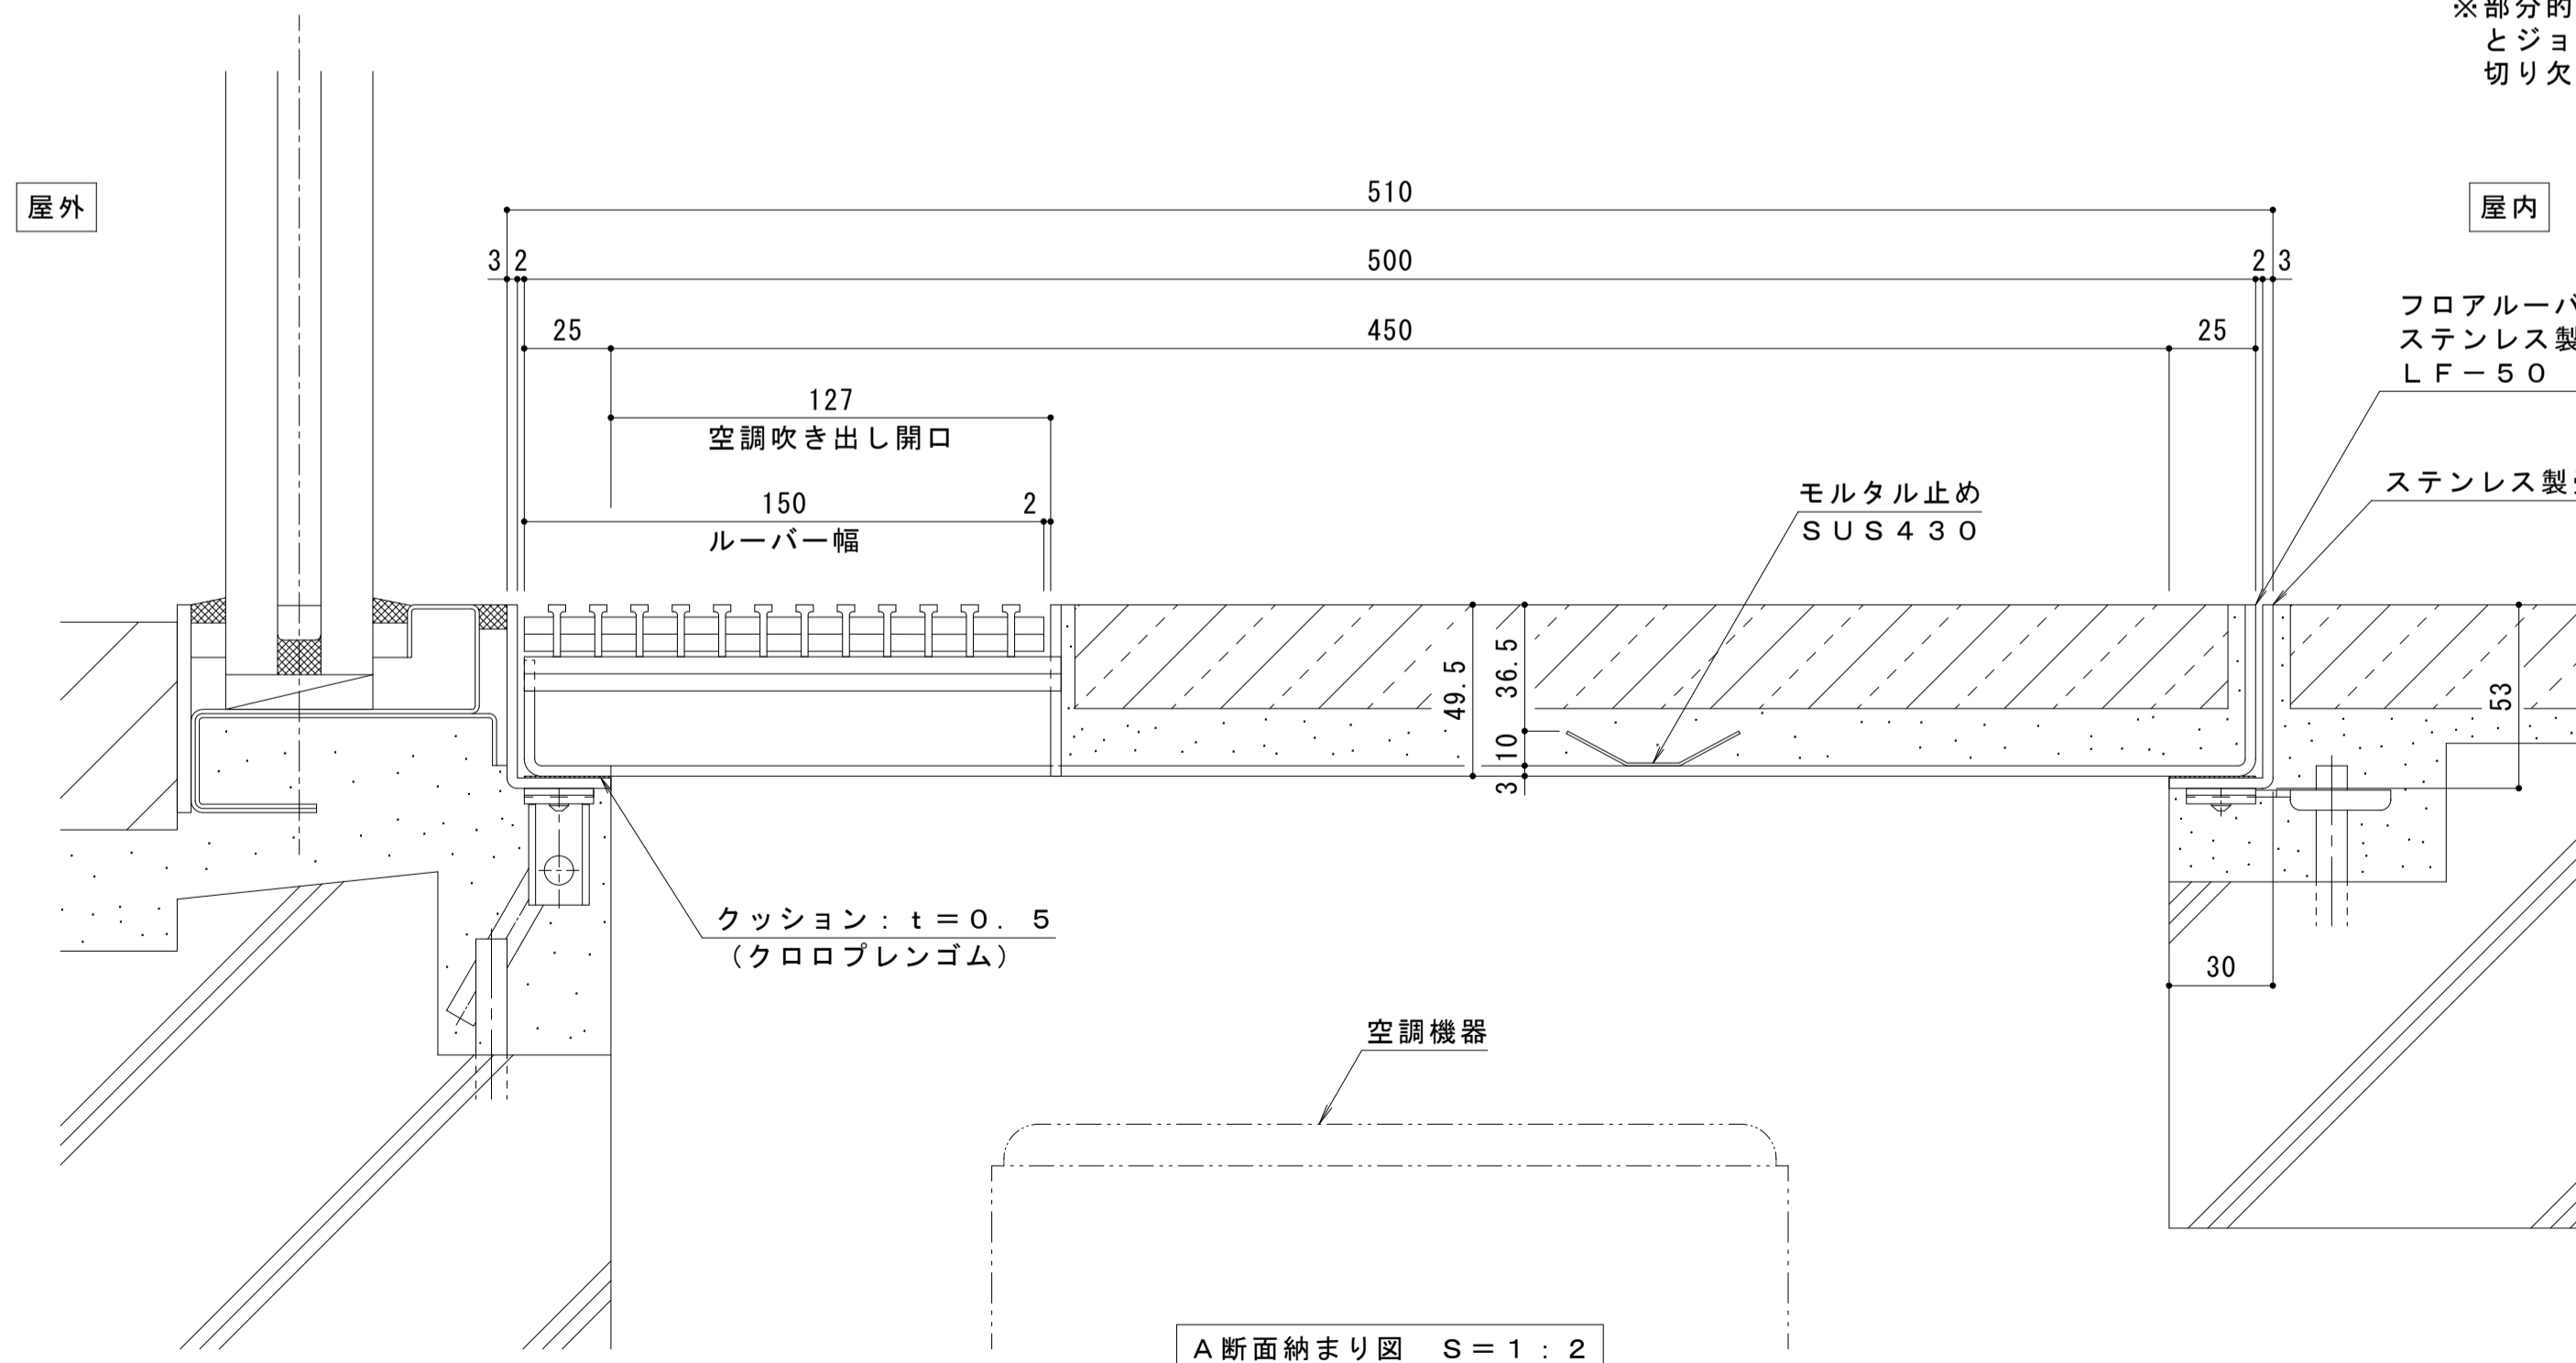 ※部分的
とジョ
切り欠
屋外
510
屋内
3 2
500
2 3
25
450
25
フロアルーバ
ステンレス製
ＬＦ－５０
127
空調吹き出し開口
150
2
ルーバー幅
モルタル止め
ＳＵＳ４３０
ステンレス製
49.5
36.5
10
3
53
クッション：ｔ＝０．５
（クロロプレンゴム）
30
空調機器
Ａ断面納まり図　Ｓ＝１：２